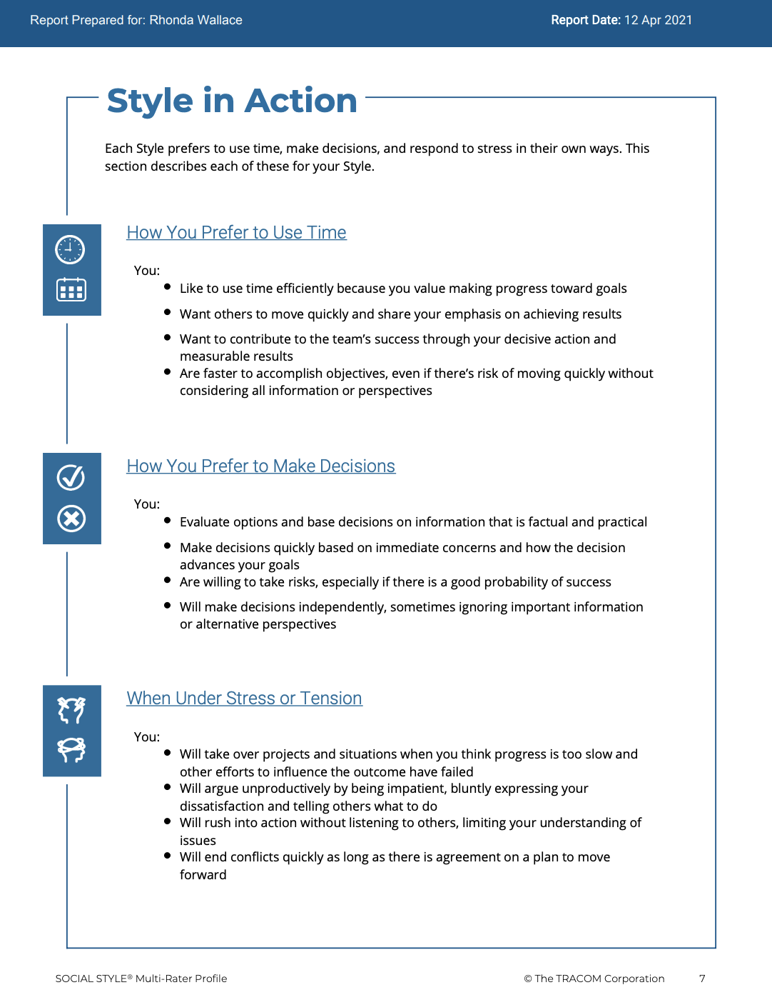 Report Prepared for: Rhonda Wallace
Report Date: 12 Apr 2021
Style in Action
Each Style prefers to use time, make decisions, and respond to stress in their own ways. This
section describes each of these for your Style.
How You Prefer to Use Time
You:
● Like to use time efficiently because you value making progress toward goals
● Want others to move quickly and share your emphasis on achieving results
● Want to contribute to the team’s success through your decisive action and
measurable results
● Are faster to accomplish objectives, even if there’s risk of moving quickly without
considering all information or perspectives
How You Prefer to Make Decisions
You:
● Evaluate options and base decisions on information that is factual and practical
● Make decisions quickly based on immediate concerns and how the decision
advances your goals
● Are willing to take risks, especially if there is a good probability of success
● Will make decisions independently, sometimes ignoring important information
or alternative perspectives
When Under Stress or Tension
You:
● Will take over projects and situations when you think progress is too slow and
other efforts to influence the outcome have failed
● Will argue unproductively by being impatient, bluntly expressing your
dissatisfaction and telling others what to do
● Will rush into action without listening to others, limiting your understanding of
issues
● Will end conflicts quickly as long as there is agreement on a plan to move
forward
SOCIAL STYLE® Multi-Rater Profile
© The TRACOM Corporation
7